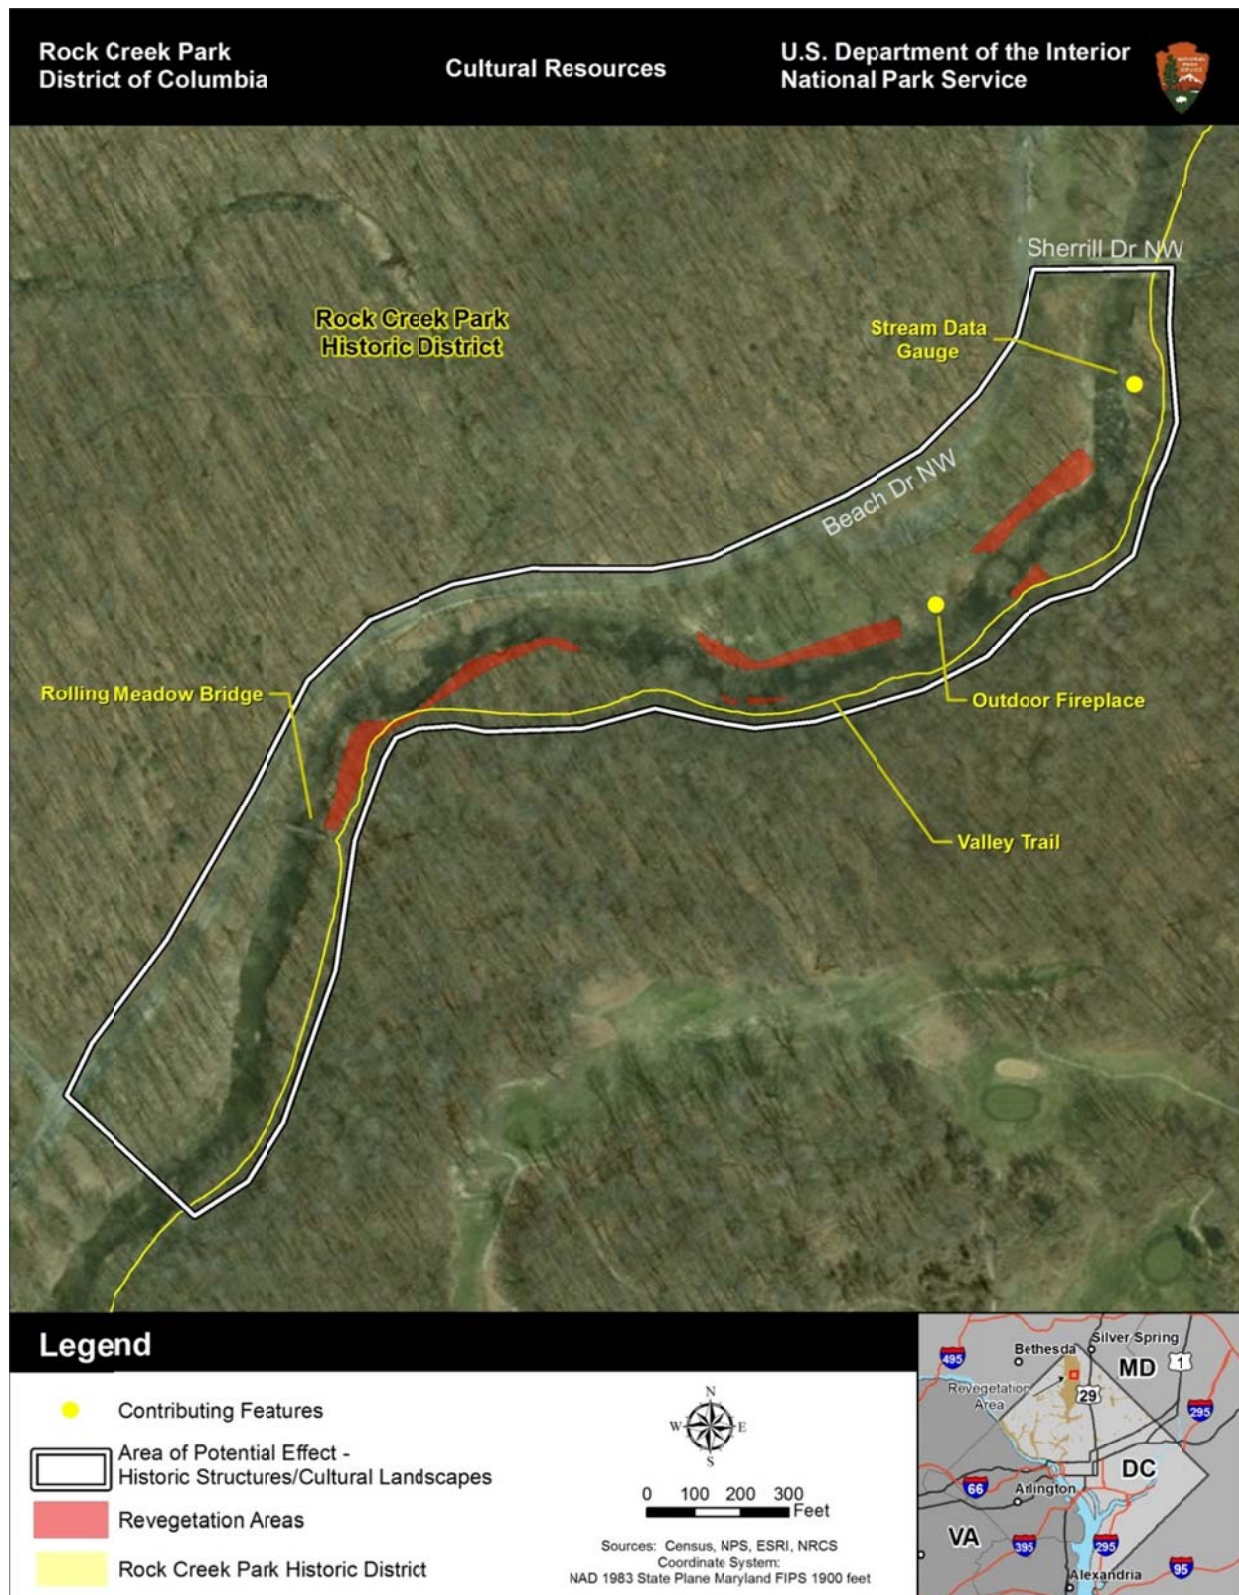 Rock Creek Park
District of Columbia
Cultural Resources
U.S. Department of the Interior
National Park Service
NATIONAL
PARK
SERVICE
Sherrill Dr NW
Rock Creek Park
Historic District
Stream Data
Gauge
Beach Dr NW
Rolling Meadow Bridge
Outdoor Fireplace
Valley Trail
Legend
Contributing Features
Area of Potential Effect -
Historic Structures/Cultural Landscapes
Revegetation Areas
Rock Creek Park Historic District
N
W
E
S
0 100 200 300
Feet
Sources: Census, NPS, ESRI, NRCS
Coordinate System:
NAD 1983 State Plane Maryland FIPS 1900 feet
Silver Spring
Bethesda
495
MD
1
Revegetation
Area
29
295
DC
66
Arlington
VA
395
295
95
Alexandria